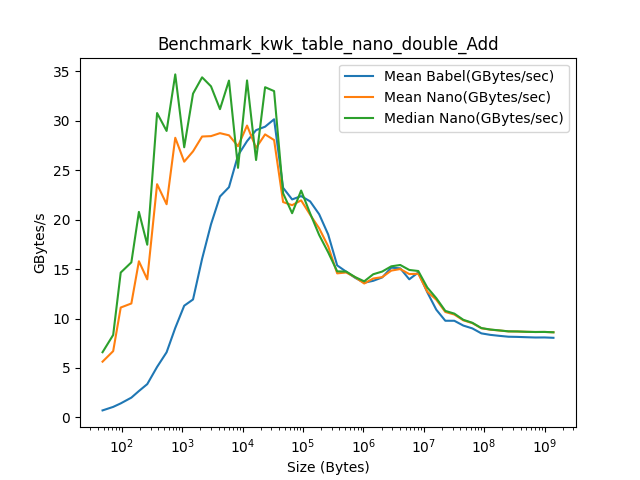 Benchmark_kwk_table_nano_double_Add
Mean Babel(GBytes/sec)
Mean Nano(GBytes/sec)
Median Nano(GBytes/sec)
GBytes/s
35
30
25
20
15
10
5
0
10² 10³ 10⁴ 10⁵ 10⁶ 10⁷ 10⁸ 10⁹
Size (Bytes)